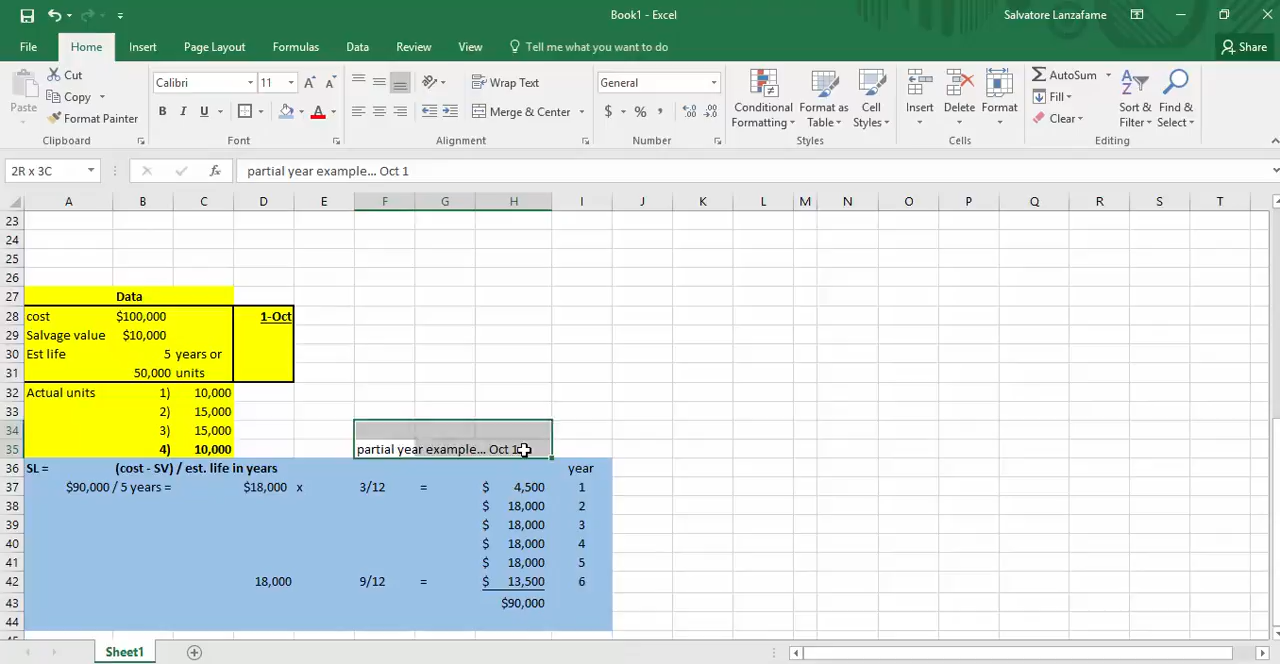 Book1 - Excel
Salvatore Lanzafame
File Home Insert Page Layout Formulas Data Review View Tell me what you want to do Share
Paste
Cut
Copy
Format Painter
Clipboard
Calibri 11
B I U
Font
Wrap Text
Merge & Center
Alignment
General
$ % ,
Number
Conditional Formatting
Format as Table
Cell Styles
Styles
Insert Delete Format
Cells
AutoSum
Fill
Clear
Sort & Filter
Find & Select
Editing
2R x 3C fx partial year example... Oct 1
A B C D E F G H I J K L M N O P Q R S T
23
24
25
26
27 Data
28 cost $100,000 1-Oct
29 Salvage value $10,000
30 Est life 5 years or
31 50,000 units
32 Actual units 1) 10,000
33 2) 15,000
34 3) 15,000
35 4) 10,000 partial year example... Oct 1
36 SL = (cost - SV) / est. life in years year
37 $90,000 / 5 years = $18,000 x 3/12 = $ 4,500 1
38 $ 18,000 2
39 $ 18,000 3
40 $ 18,000 4
41 $ 18,000 5
42 18,000 9/12 = $ 13,500 6
43 $90,000
44
Sheet1